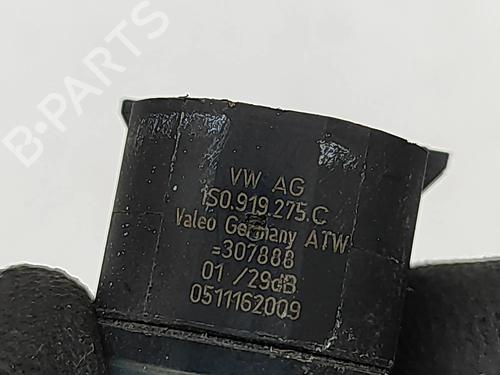 B-PARTS
VW AG
1S0.919.275.C
Valeo Germany ATW
=307888
01 /29dB
0511162009